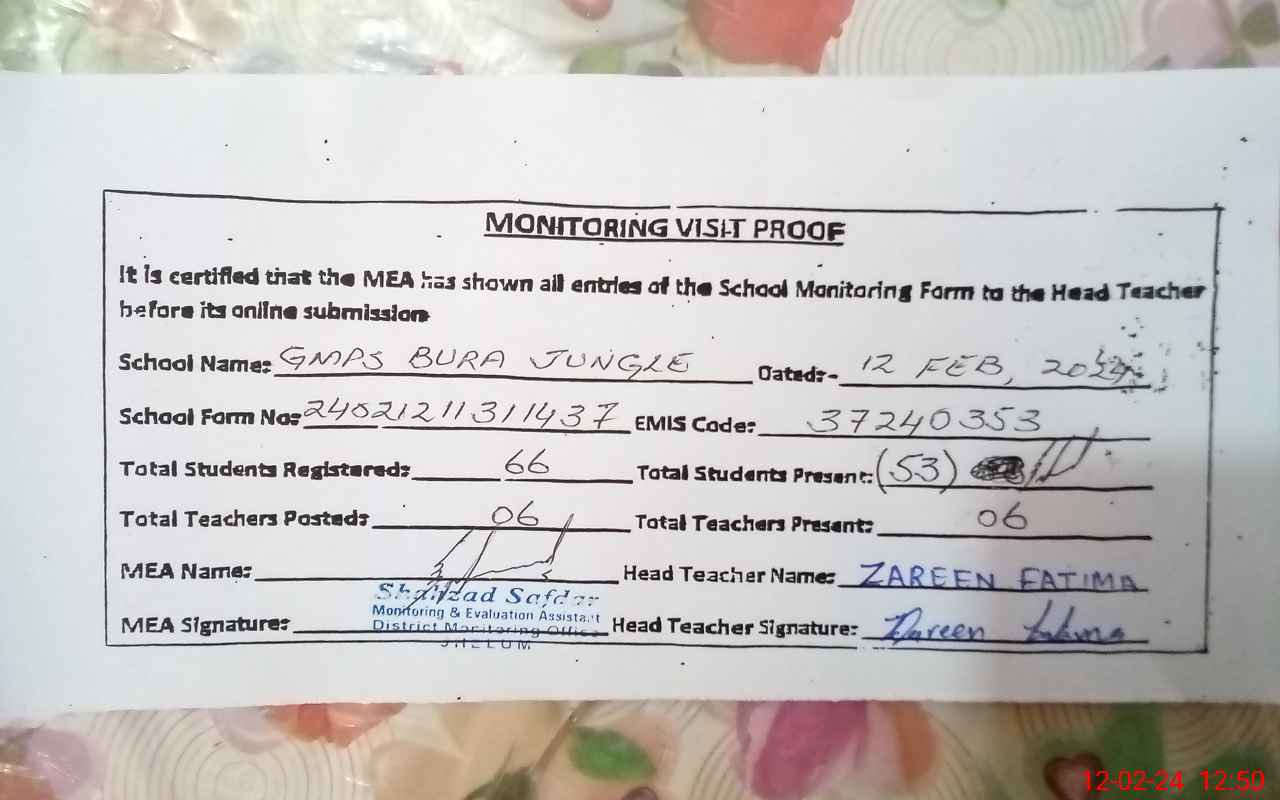 MONITORING VISIT PROOF
It is certified that the MEA has shown all entries of the School Monitoring Form to the Head Teacher
before its online submission
School Name: GMPS BURA JUNGLE Dated:- 12 FEB, 2024
School Form No: 24021211311437 EMIS Code: 37240353
Total Students Registered: 66 Total Students Present: (53)
Total Teachers Posted: 06 Total Teachers Present: 06
MEA Name: Head Teacher Name: ZAREEN FATIMA
Shahzad Safdar
Monitoring & Evaluation Assistant
District Monitoring Office
JHELUM
MEA Signature: Head Teacher Signature: Zareen Fatima
12-02-24 12:50